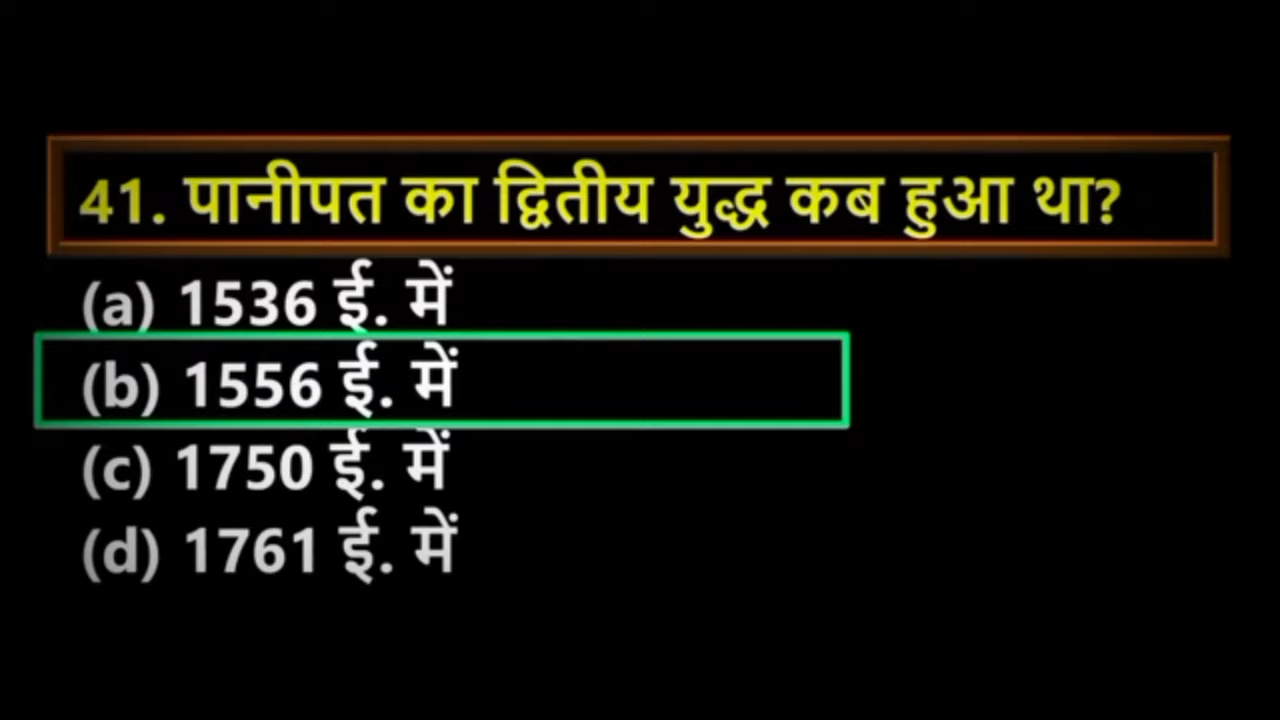 41. पानीपत का द्वितीय युद्ध कब हुआ था?
(a) 1536 ई. में
(b) 1556 ई. में
(c) 1750 ई. में
(d) 1761 ई. में